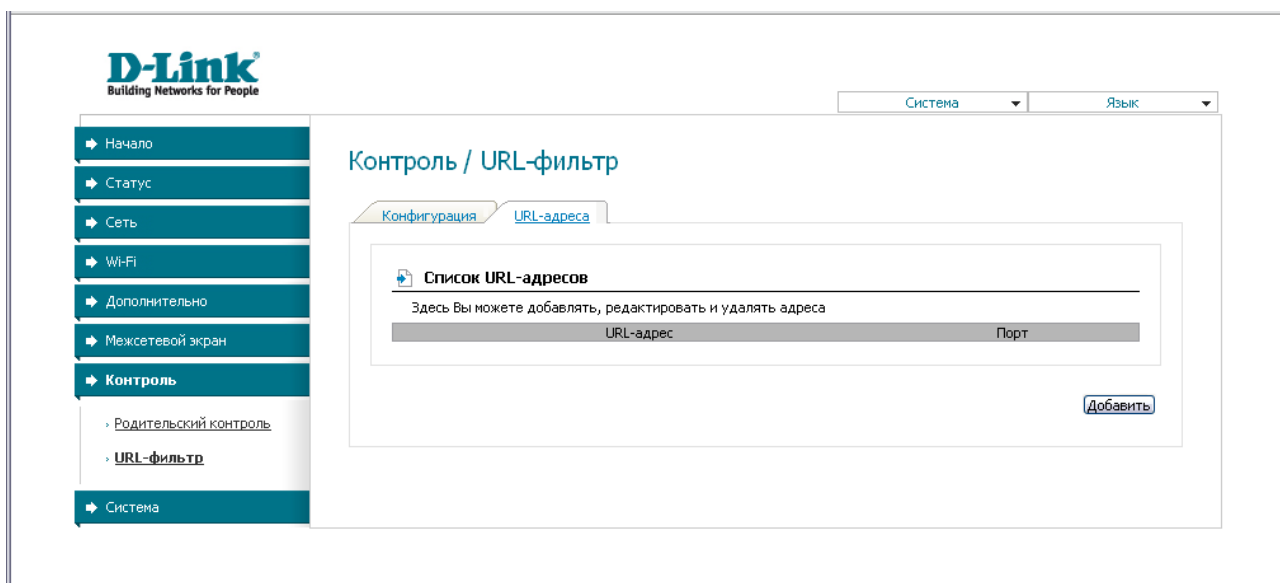 D-Link
Building Networks for People
Система
Язык
Начало
Статус
Сеть
Wi-Fi
Дополнительно
Межсетевой экран
Контроль
Родительский контроль
URL-фильтр
Система
Контроль / URL-фильтр
Конфигурация
URL-адреса
Список URL-адресов
Здесь Вы можете добавлять, редактировать и удалять адреса
URL-адрес
Порт
Добавить